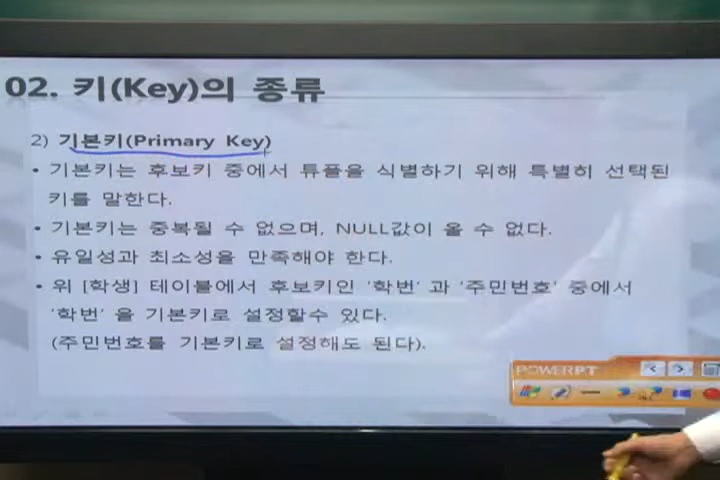 02. 키(Key)의 종류
2) 기본키(Primary Key)
• 기본키는 후보키 중에서 튜플을 식별하기 위해 특별히 선택된
키를 말한다.
• 기본키는 중복될 수 없으며, NULL값이 올 수 없다.
• 유일성과 최소성을 만족해야 한다.
• 위 [학생] 테이블에서 후보키인 '학번' 과 '주민번호' 중에서
'학번' 을 기본키로 설정할수 있다.
(주민번호를 기본키로 설정해도 된다).
POWERPT